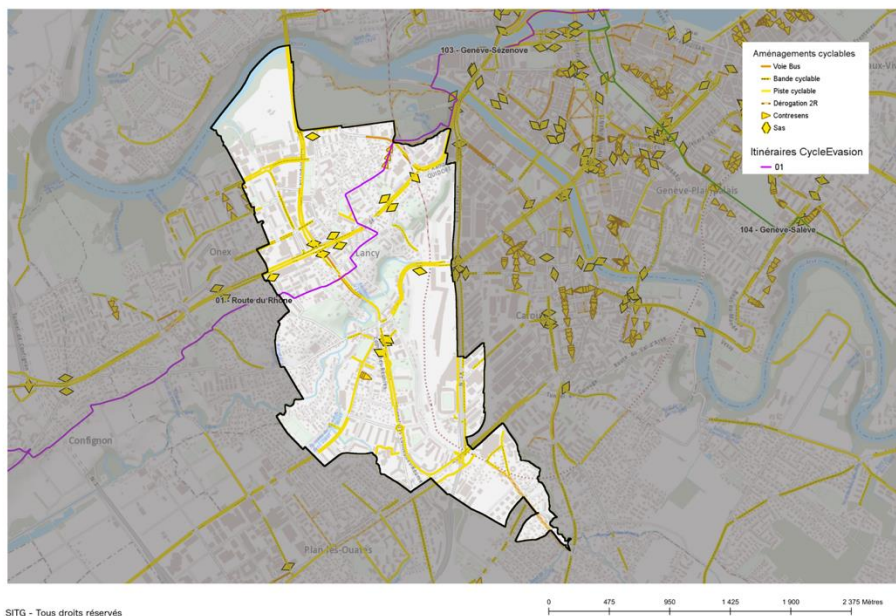 103 - Genève-Sézenove
Aménagements cyclables
Voie Bus
Bande cyclable
Piste cyclable
Dérogation 2R
Contresens
Sas
Itinéraires CycleEvasion
01
Genève-Plainpalais
104 - Genève-Salève
Onex
Lancy
01 - Route du Rhône
Confignon
Plan-les-Ouates
0 475 950 1 425 1 900 2 375 Mètres
SITG - Tous droits réservés